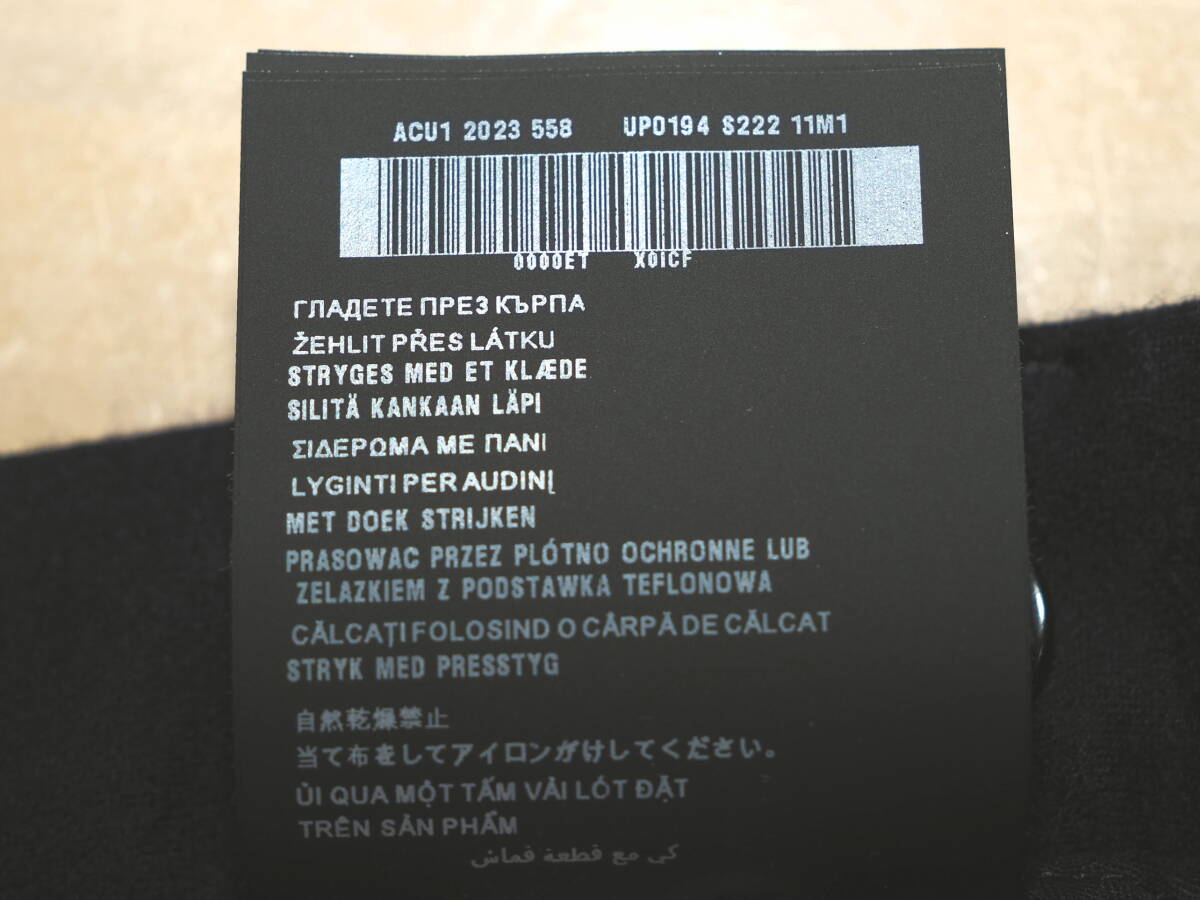 ACU1 2023 558 UP0194 S222 11M1
0000ET X0ICF
ГЛАДЕТЕ ПРЕЗ КЪРПА
ŽEHLIT PŘES LÁTKU
STRYGES MED ET KLÆDE
SILITÄ KANKAAN LÄPI
ΣΙΔΕΡΩΜΑ ΜΕ ΠΑΝΙ
LYGINTI PER AUDINĮ
MET DOEK STRIJKEN
PRASOWAC PRZEZ PLÓTNO OCHRONNE LUB
ZELAZKIEM Z PODSTAWKA TEFLONOWA
CĂLCAȚI FOLOSIND O CÂRPĂ DE CĂLCAT
STRYK MED PRESSTYG
自然乾燥禁止
当て布をしてアイロンがけしてください。
ỦI QUA MỘT TẤM VẢI LÓT ĐẶT
TRÊN SẢN PHẨM
كي مع قطعة قماش